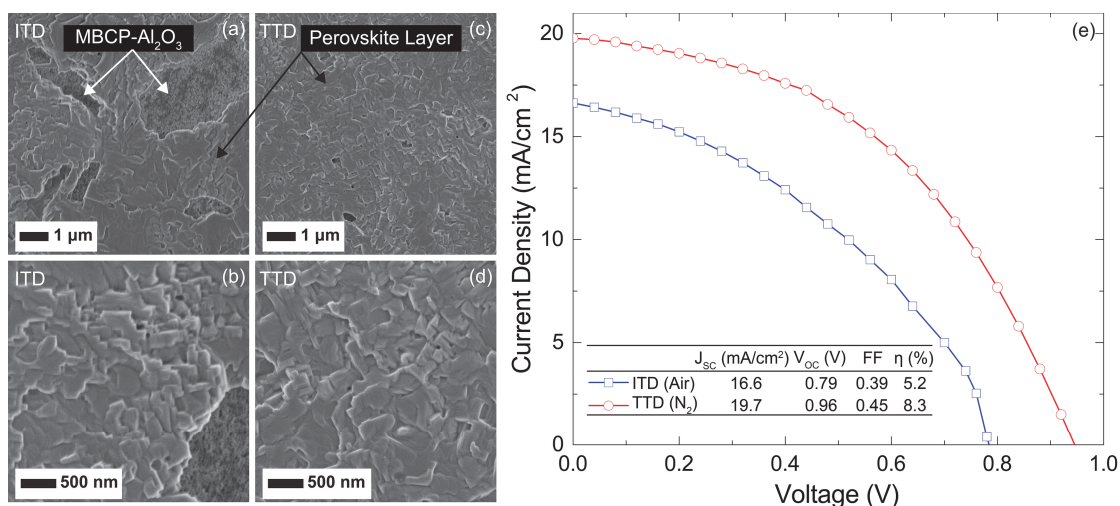 ITD
(a)
MBCP-Al₂O₃
1 µm
TTD
(c)
Perovskite Layer
1 µm
ITD
(b)
500 nm
TTD
(d)
500 nm
(e)
Current Density (mA/cm²)
20
15
10
5
0
J_SC (mA/cm²) V_OC (V) FF η (%)
ITD (Air) 16.6 0.79 0.39 5.2
TTD (N₂) 19.7 0.96 0.45 8.3
0.0 0.2 0.4 0.6 0.8 1.0
Voltage (V)